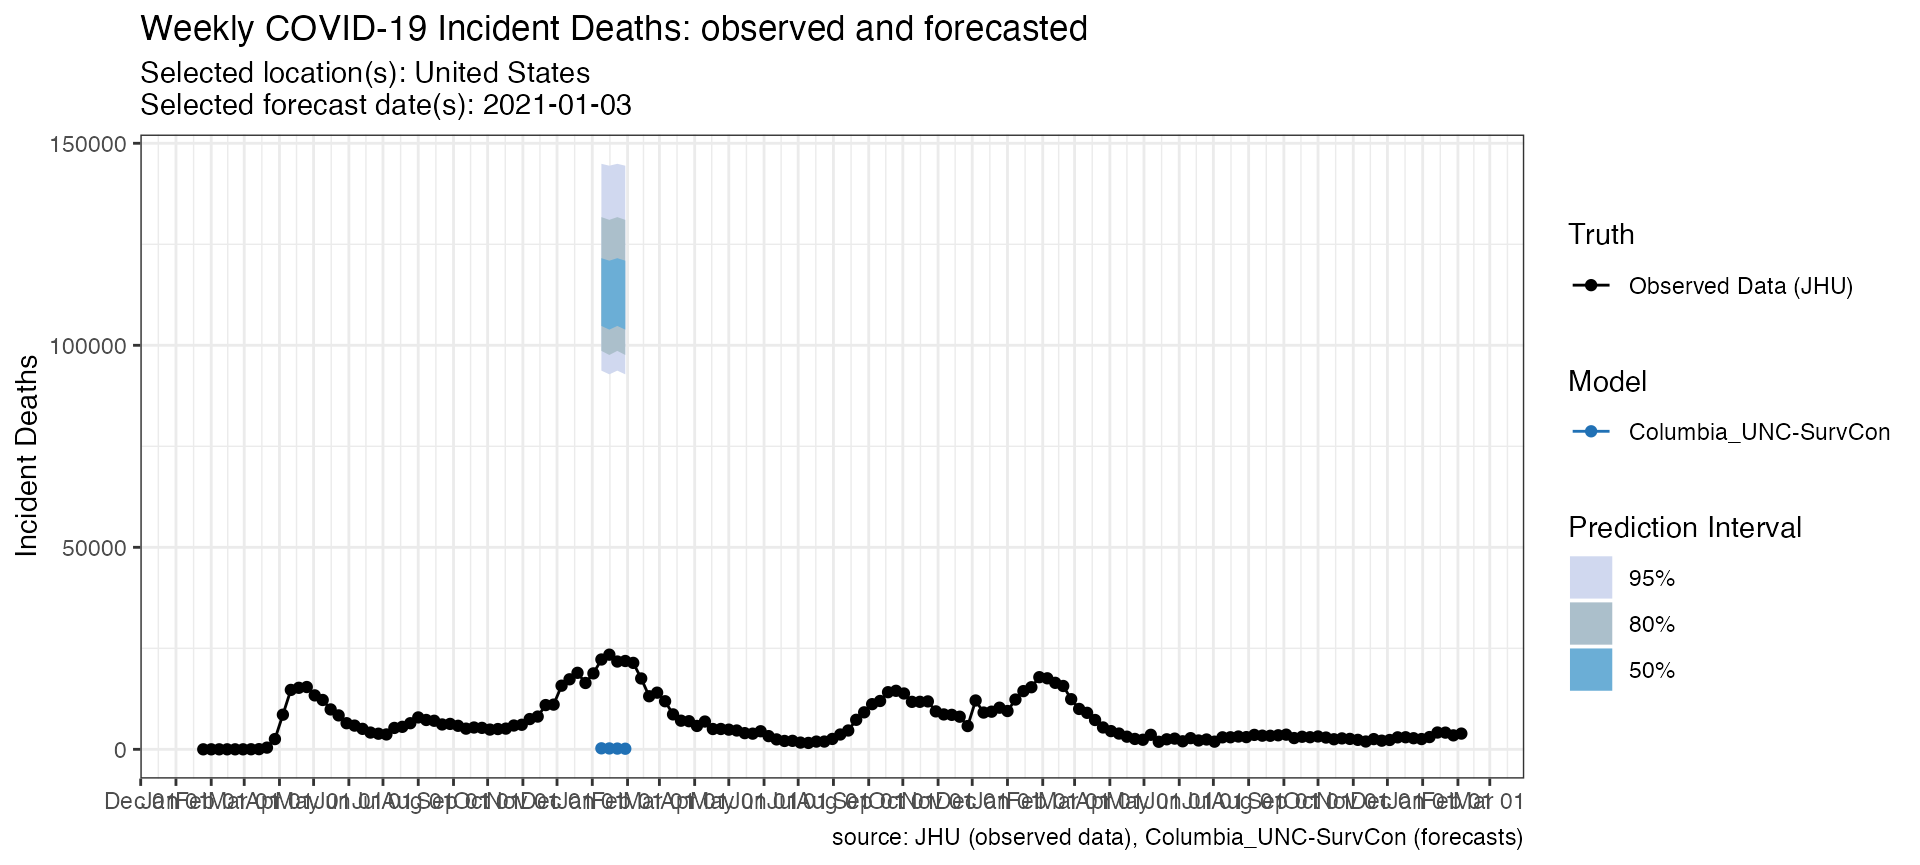 Weekly COVID-19 Incident Deaths: observed and forecasted
Selected location(s): United States
Selected forecast date(s): 2021-01-03
Incident Deaths
150000
100000
50000
0
Truth
Observed Data (JHU)
Model
Columbia_UNC-SurvCon
Prediction Interval
95%
80%
50%
source: JHU (observed data), Columbia_UNC-SurvCon (forecasts)